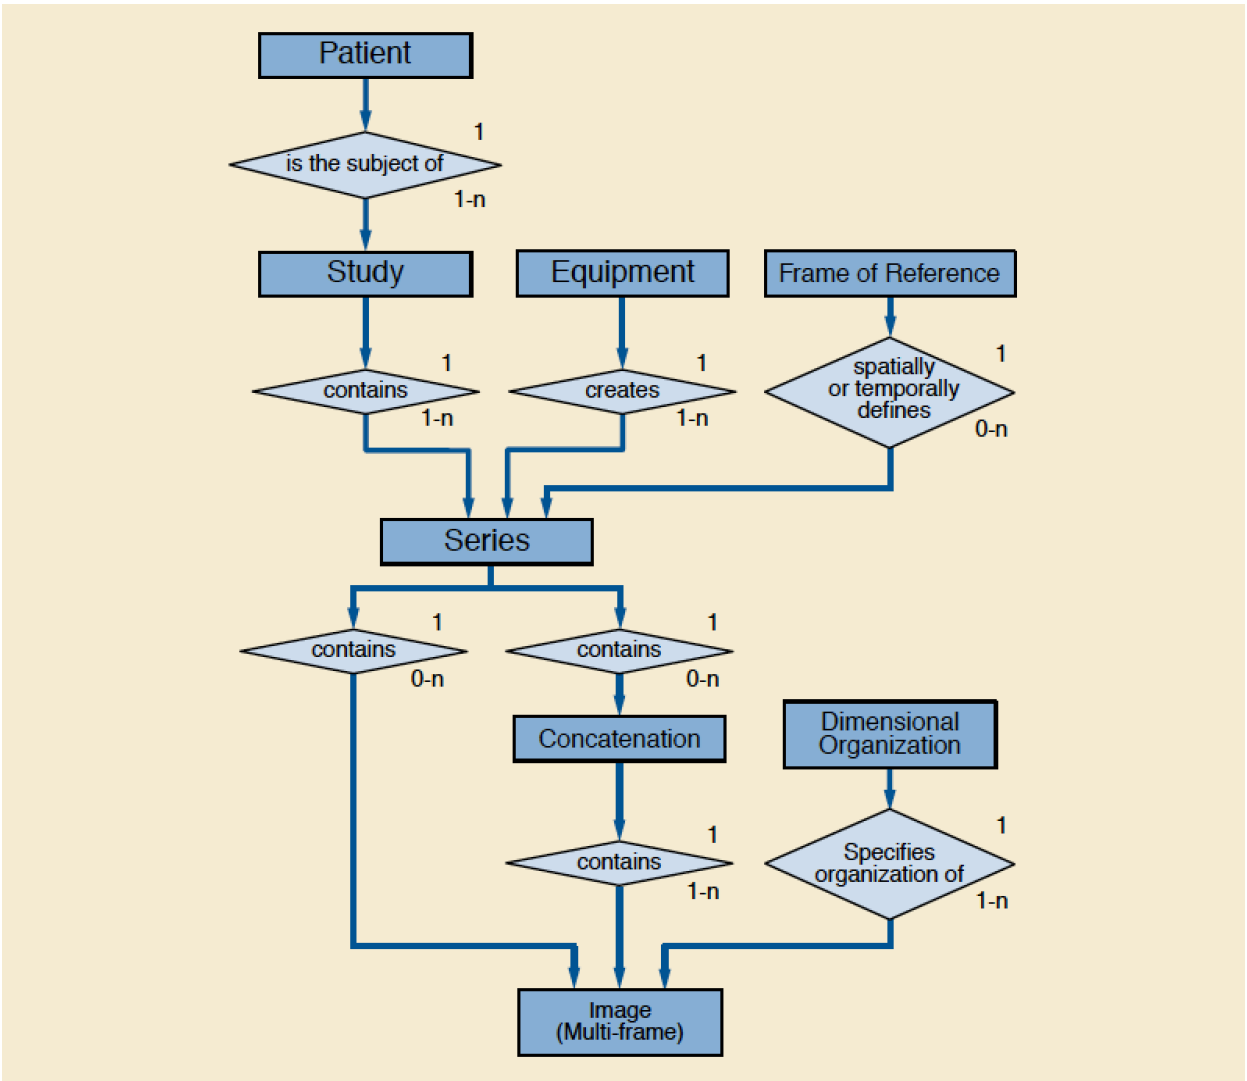 Patient
1
is the subject of
1-n
Study
Equipment
Frame of Reference
1
contains
1-n
1
creates
1-n
1
spatially
or temporally
defines
0-n
Series
1
contains
0-n
1
contains
0-n
Concatenation
Dimensional
Organization
1
contains
1-n
1
Specifies
organization of
1-n
Image
(Multi-frame)